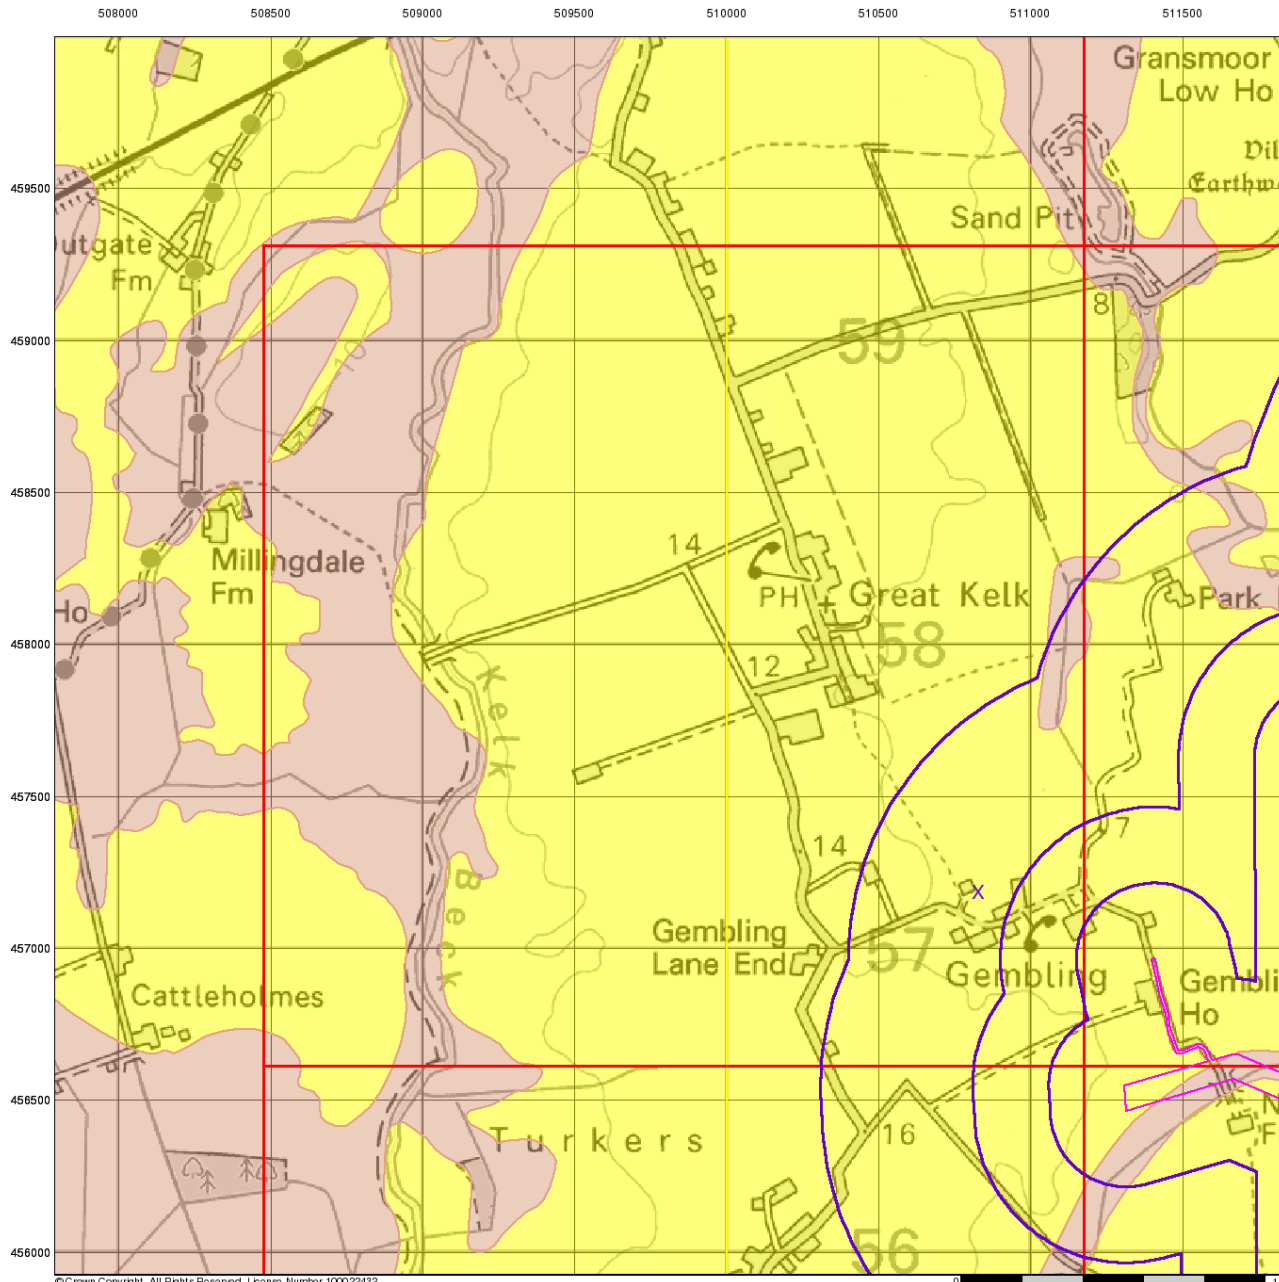 508000 508500 509000 509500 510000 510500 511000 511500
Gransmoor
Low Ho
459500
Sand Pit
utgate
Fm
8
59
459000
458500
14
Millingdale
Fm
Ho
PH + Great Kelk
Park
58
458000
12
Kelk
457500
7
14
X
Beck
Gembling
Lane End
57
457000
Gembling
Gembli
Ho
Cattleholmes
456500
Turkers
16
N
F
56
456000
© Crown Copyright. All Rights Reserved. License Number 100022432
0